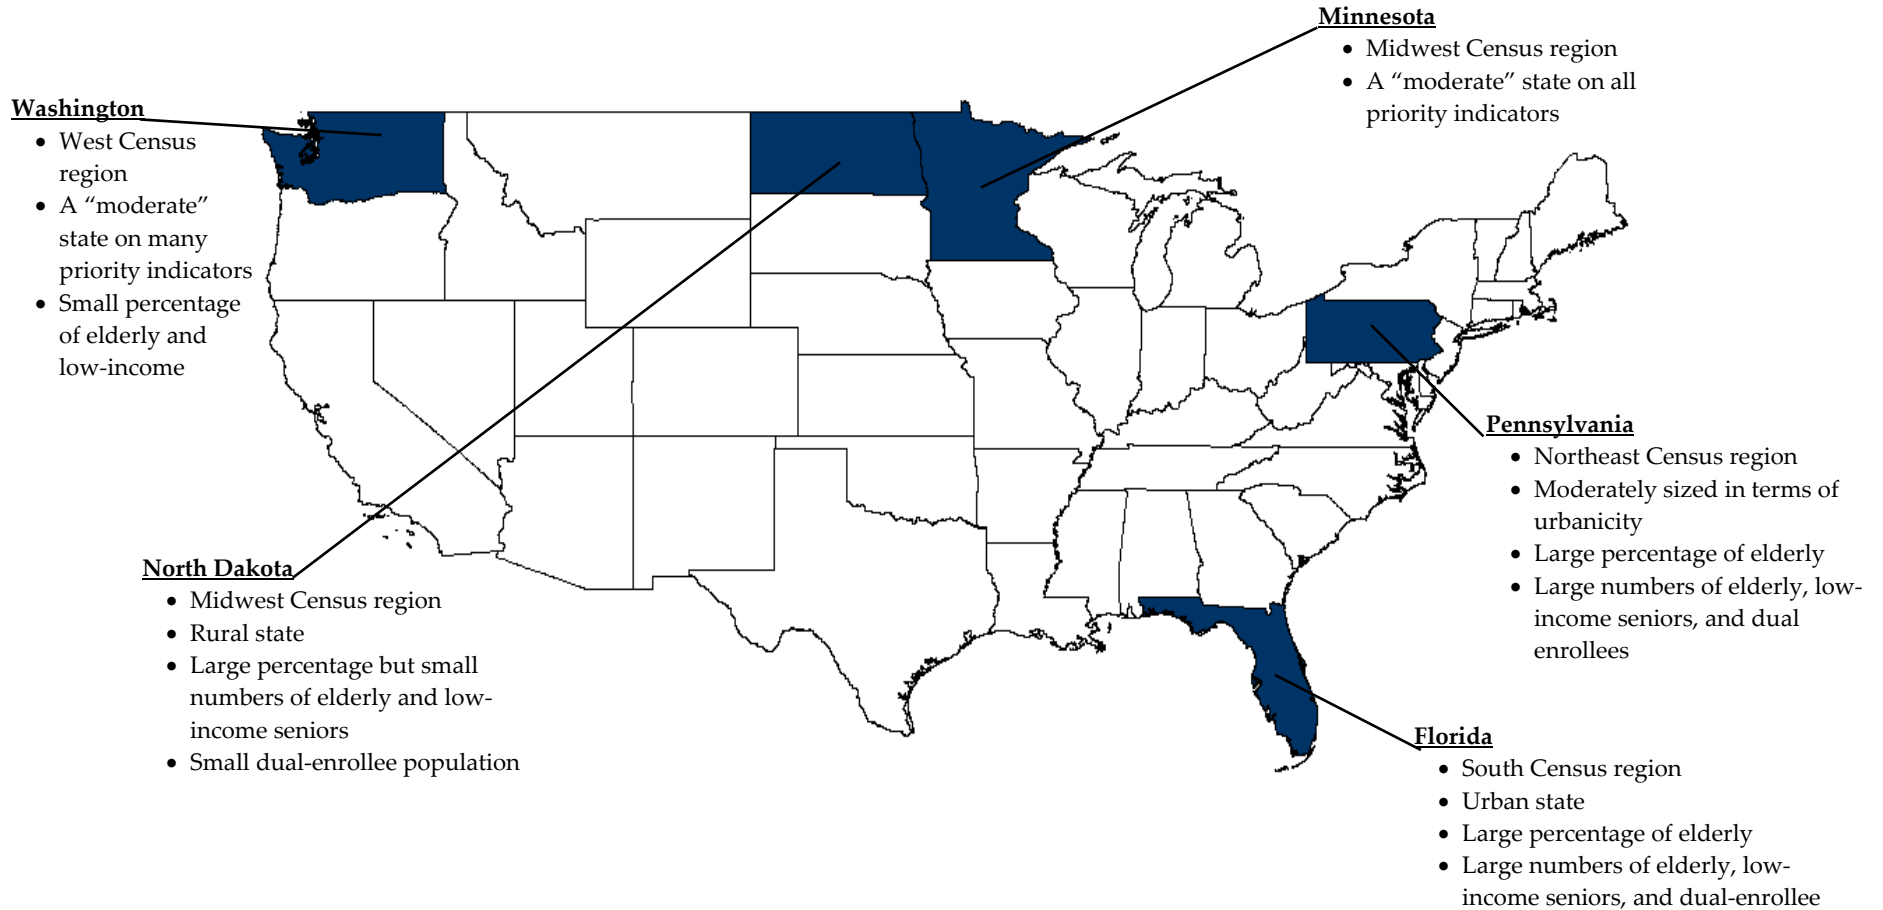 Minnesota
• Midwest Census region
• A “moderate” state on all
priority indicators
Washington
• West Census
region
• A “moderate”
state on many
priority indicators
• Small percentage
of elderly and
low-income
Pennsylvania
• Northeast Census region
• Moderately sized in terms of
urbanicity
• Large percentage of elderly
• Large numbers of elderly, low-
income seniors, and dual
enrollees
North Dakota
• Midwest Census region
• Rural state
• Large percentage but small
numbers of elderly and low-
income seniors
• Small dual-enrollee population
Florida
• South Census region
• Urban state
• Large percentage of elderly
• Large numbers of elderly, low-
income seniors, and dual-enrollee